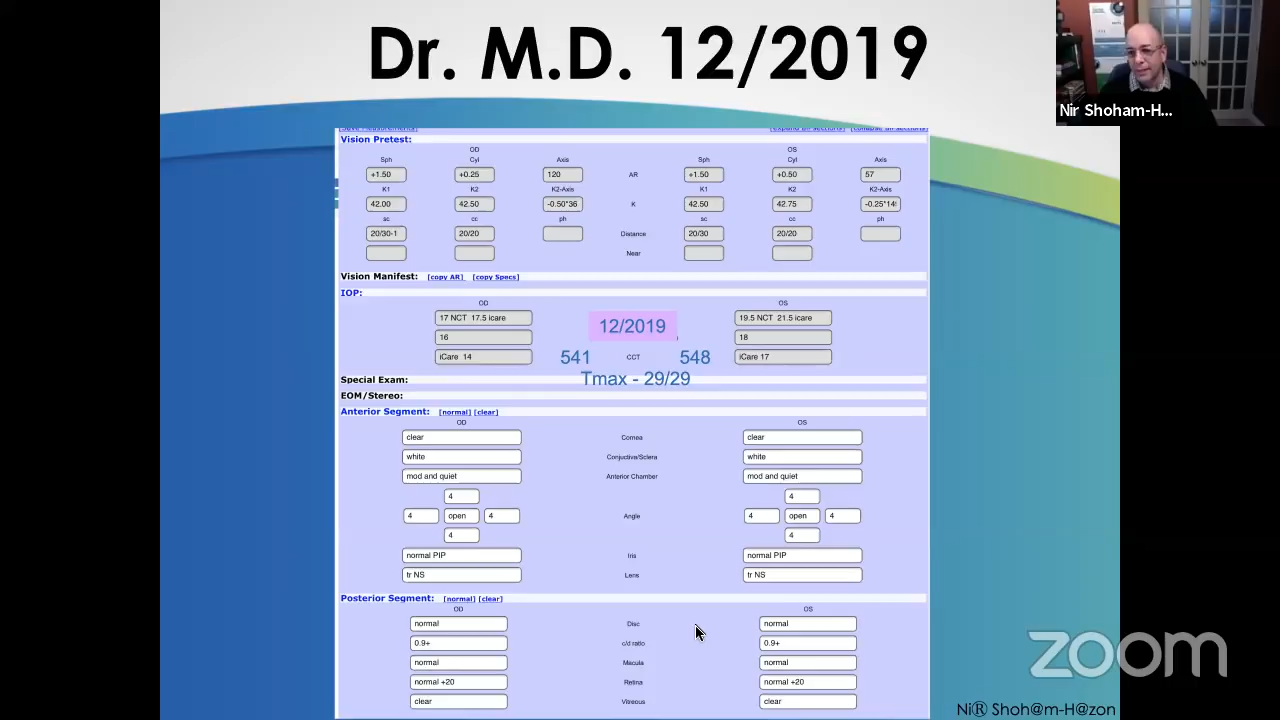 Dr. M.D. 12/2019
Nir Shoham-H...
Vision Pretest:
OD OS
Sph Cyl Axis Sph Cyl Axis
+1.50 +0.25 120 AR +1.50 +0.50 57
K1 K2 K2-Axis K1 K2 K2-Axis
42.00 42.50 -0.50*36 K 42.50 42.75
sc cc ph sc cc ph
20/30-1 20/20 Distance 20/30 20/20
Near
Vision Manifest: [copy AR] [copy Specs]
IOP:
OD OS
17 NCT 17.5 icare 12/2019 19.5 NCT 21.5 icare
16 18
iCare 14 541 CCT 548 iCare 17
Special Exam: Tmax - 29/29
EOM/Stereo:
Anterior Segment: [normal] [clear]
OD OS
clear Cornea clear
white Conjuctiva/Sclera white
mod and quiet Anterior Chamber mod and quiet
4 4
4 open 4 Angle 4 open 4
4 4
normal PIP Iris normal PIP
tr NS Lens tr NS
Posterior Segment: [normal] [clear]
OD OS
normal Disc normal
0.9+ c/d ratio 0.9+
normal Macula normal
normal +20 Retina normal +20
clear Vitreous clear
zoom
Ni® Shoh@m-H@zon